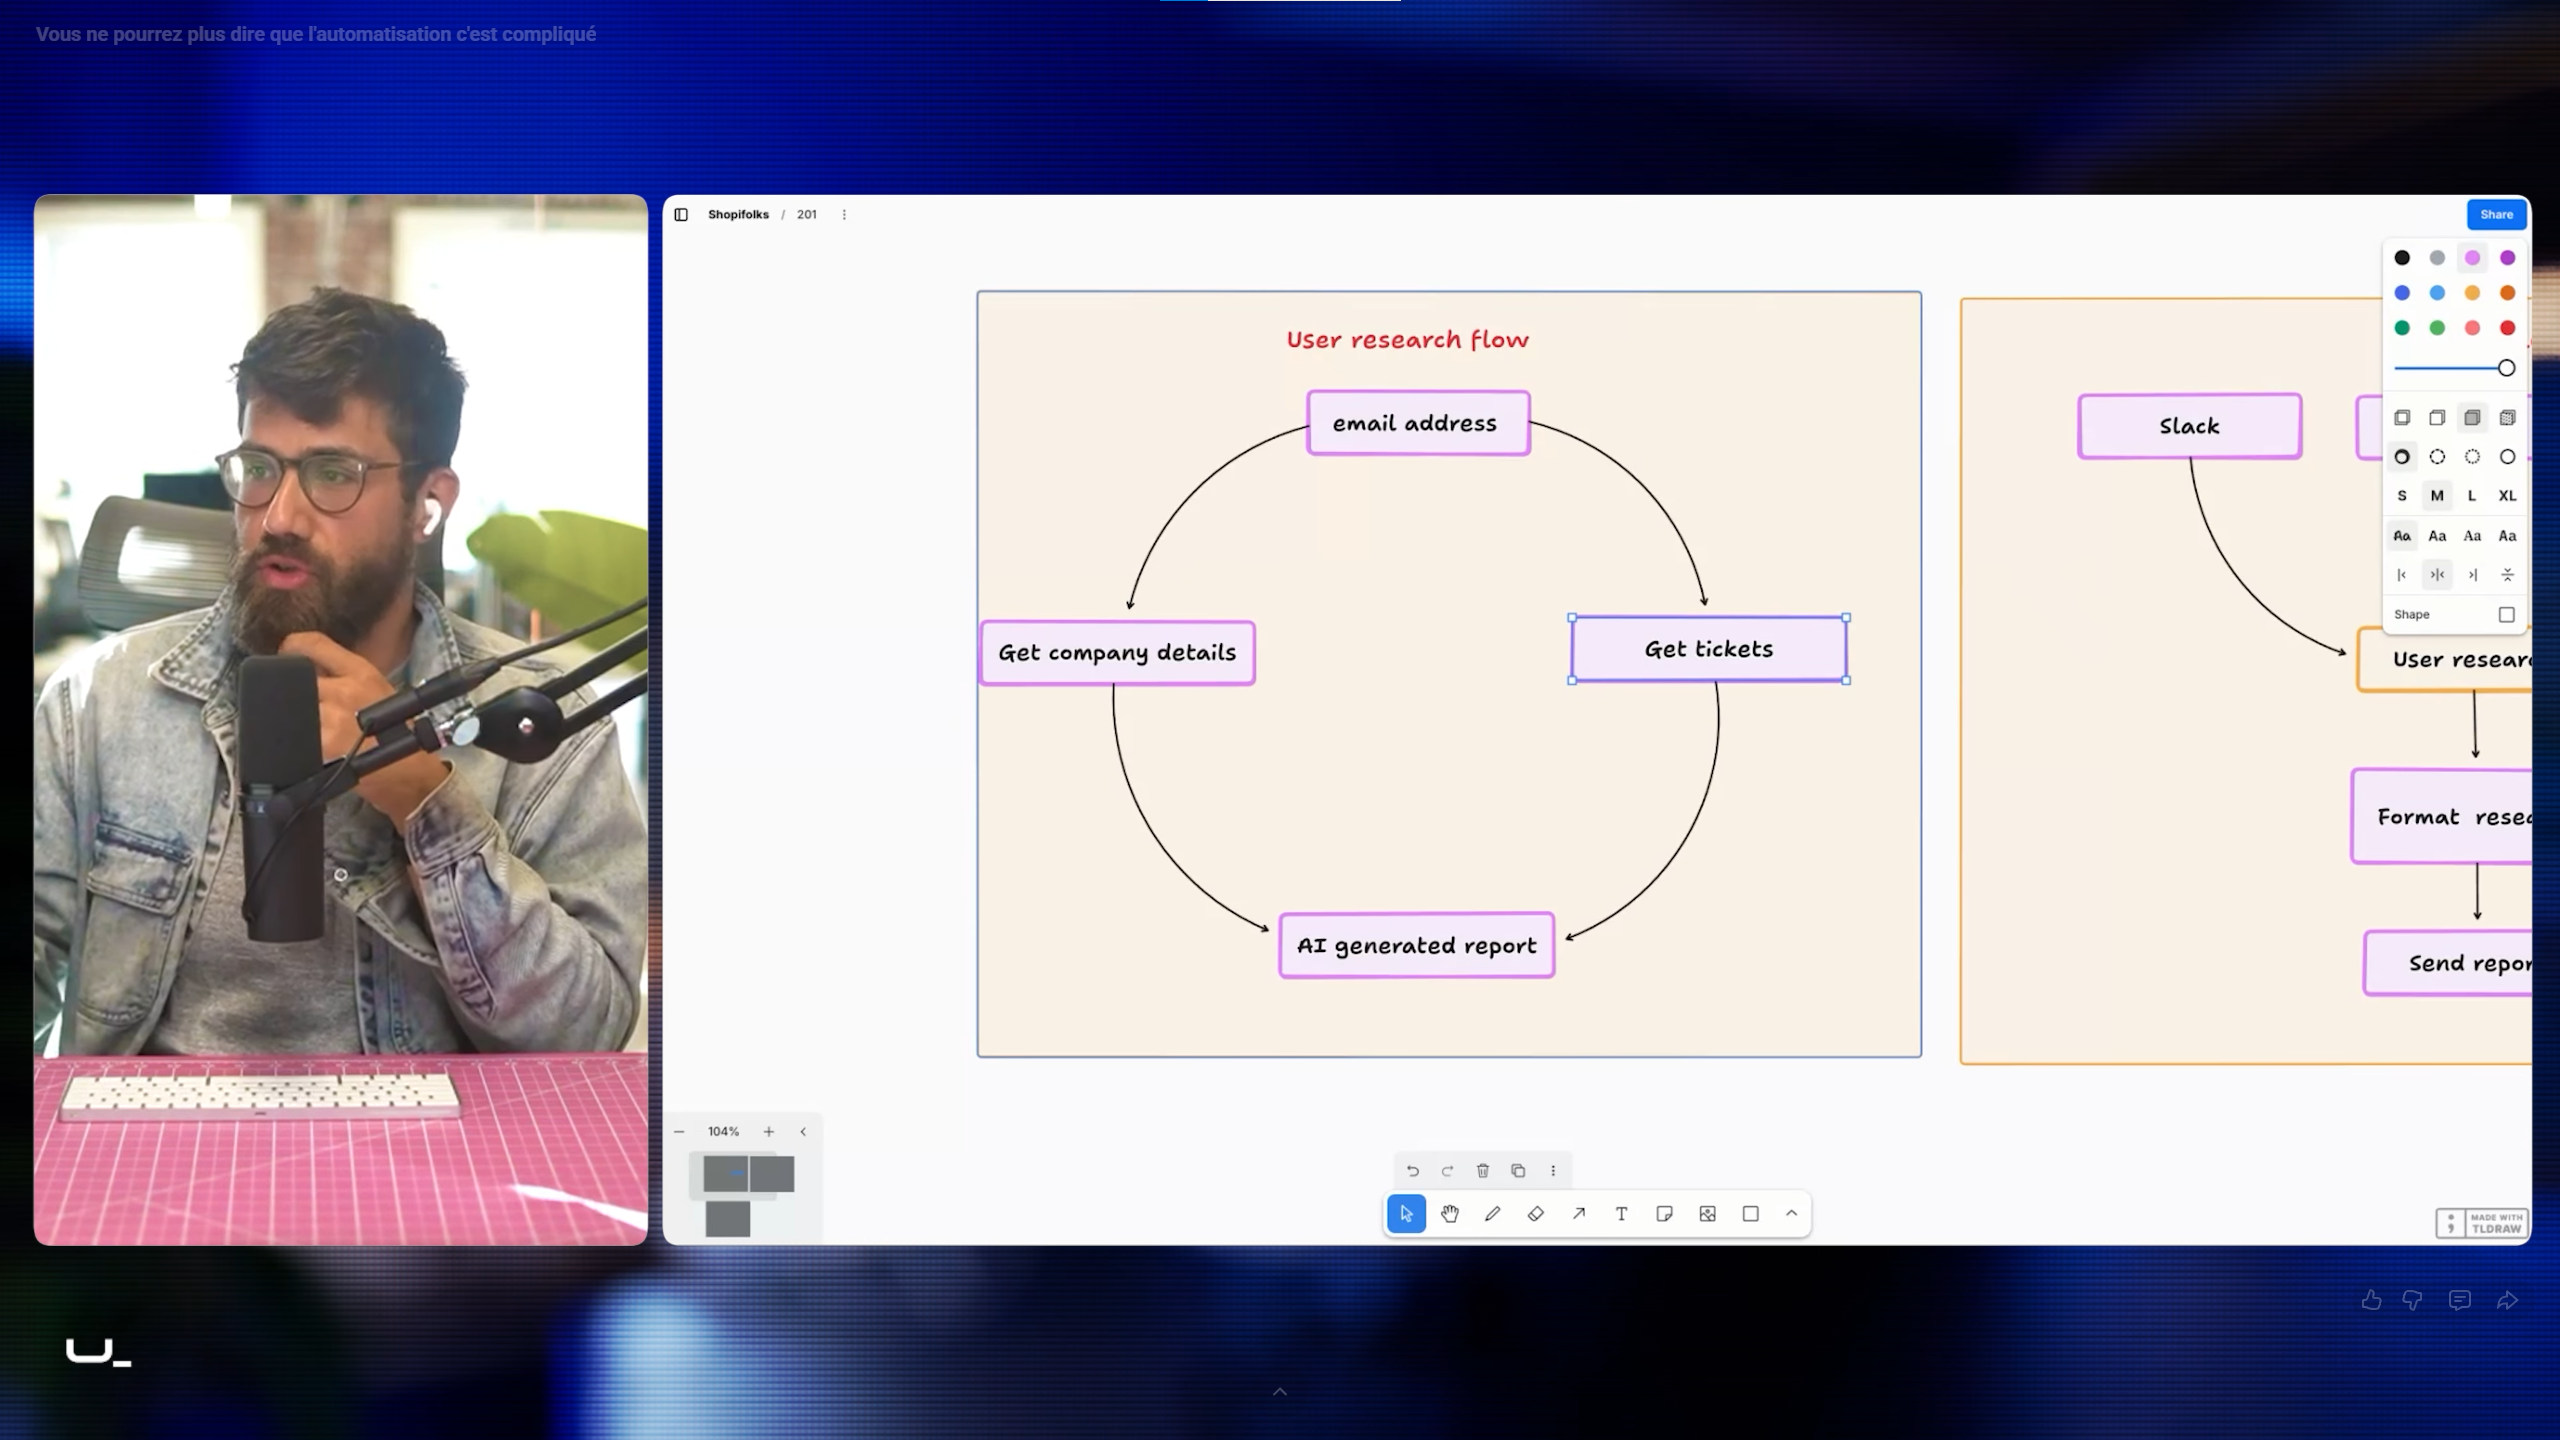 Vous ne pourrez plus dire que l'automatisation c'est compliqué
Shopifolks / 201
Share
User research flow
email address
Get company details
Get tickets
AI generated report
Slack
User resear
Format resea
Send repor
S M L XL
Aa Aa Aa Aa
Shape
104%
T
MADE WITH
TLDRAW